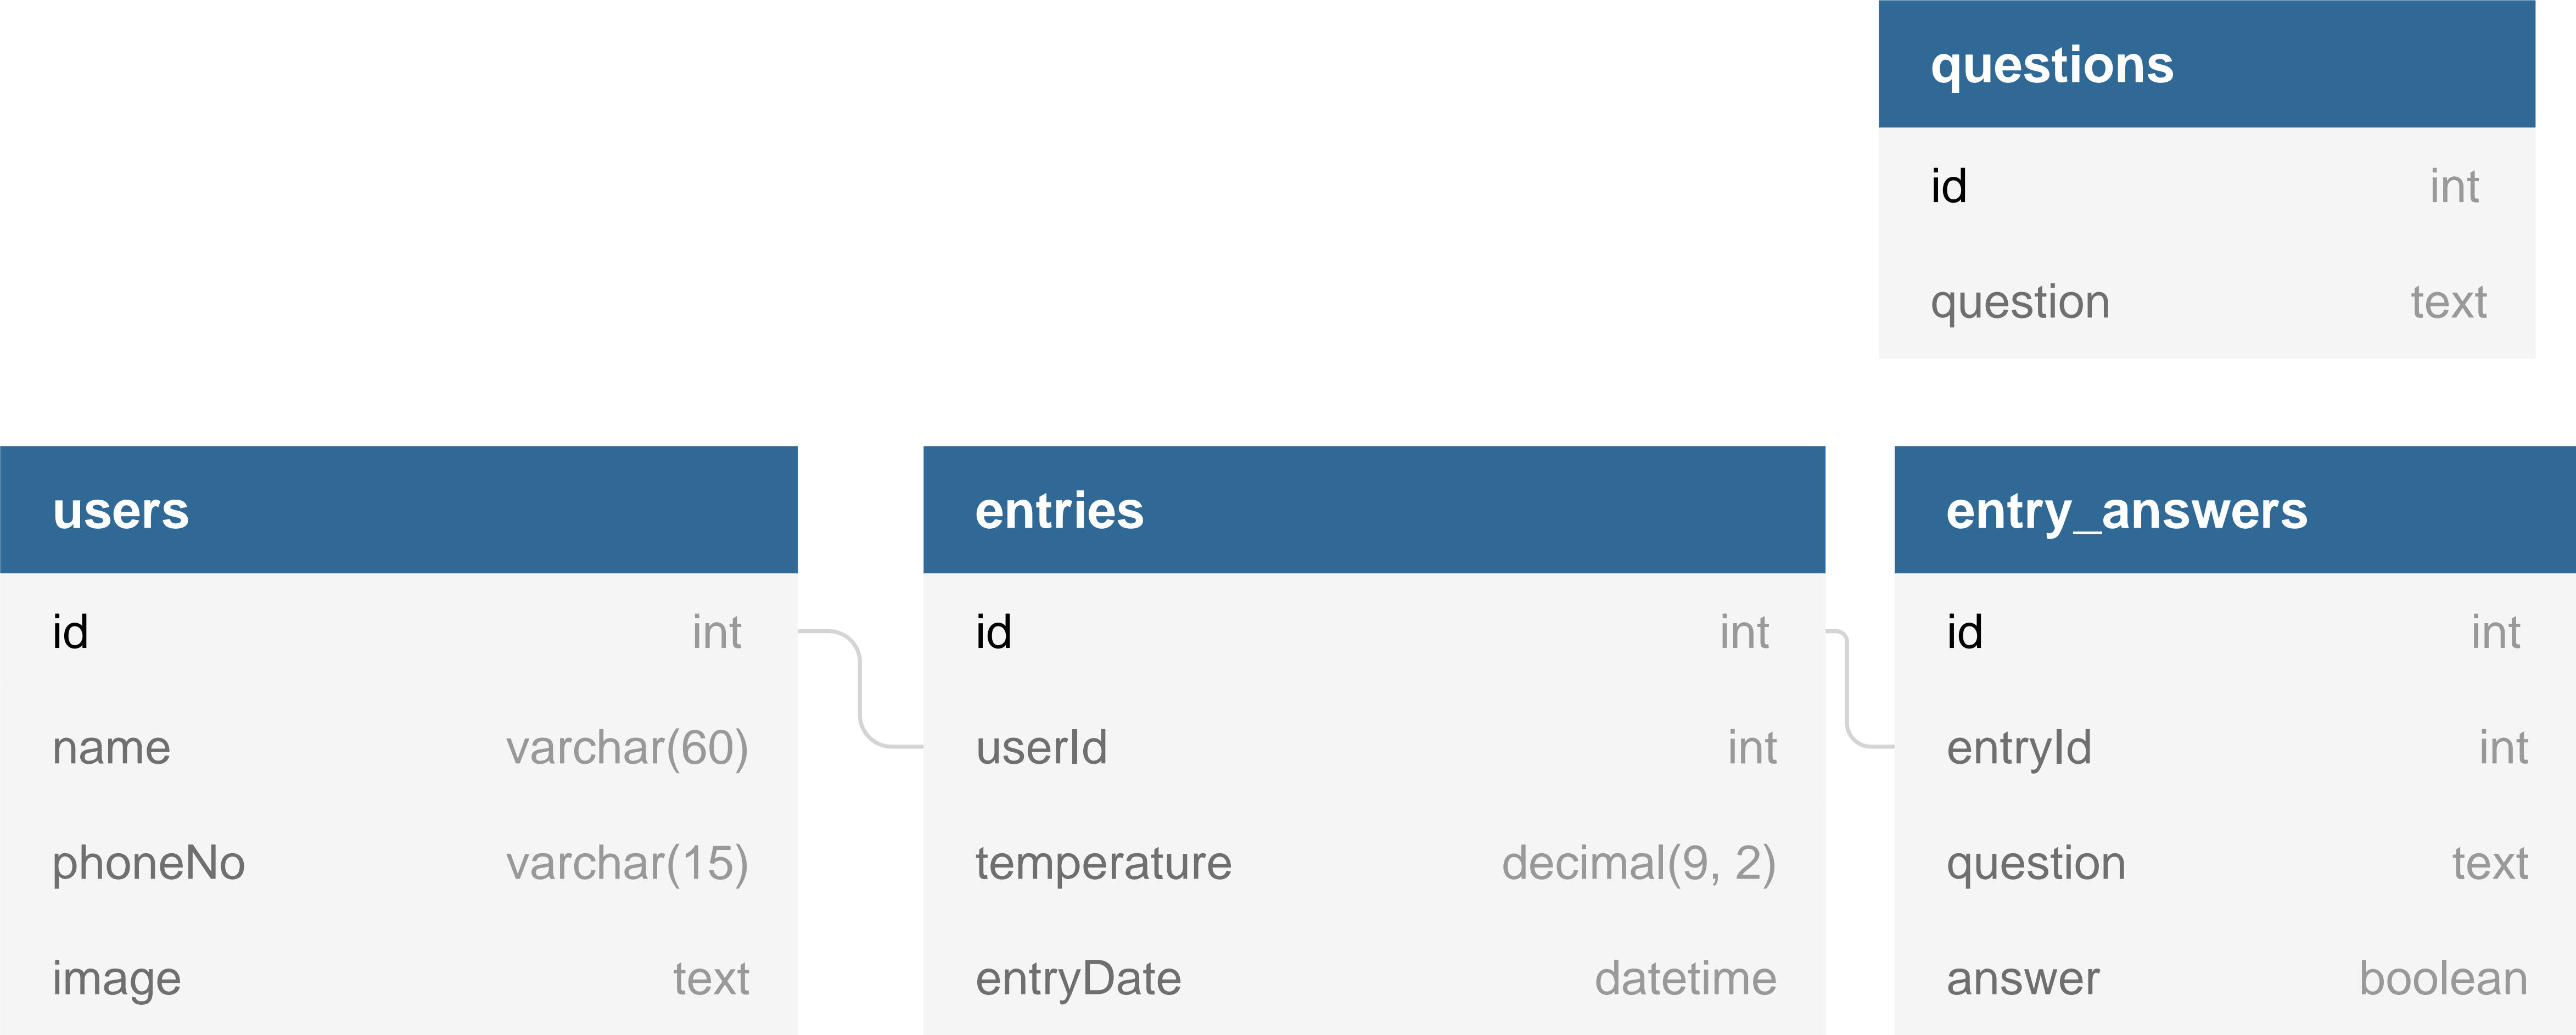 questions
id int
question text
users
id int
name varchar(60)
phoneNo varchar(15)
image text
entries
id int
userId int
temperature decimal(9, 2)
entryDate datetime
entry_answers
id int
entryId int
question text
answer boolean